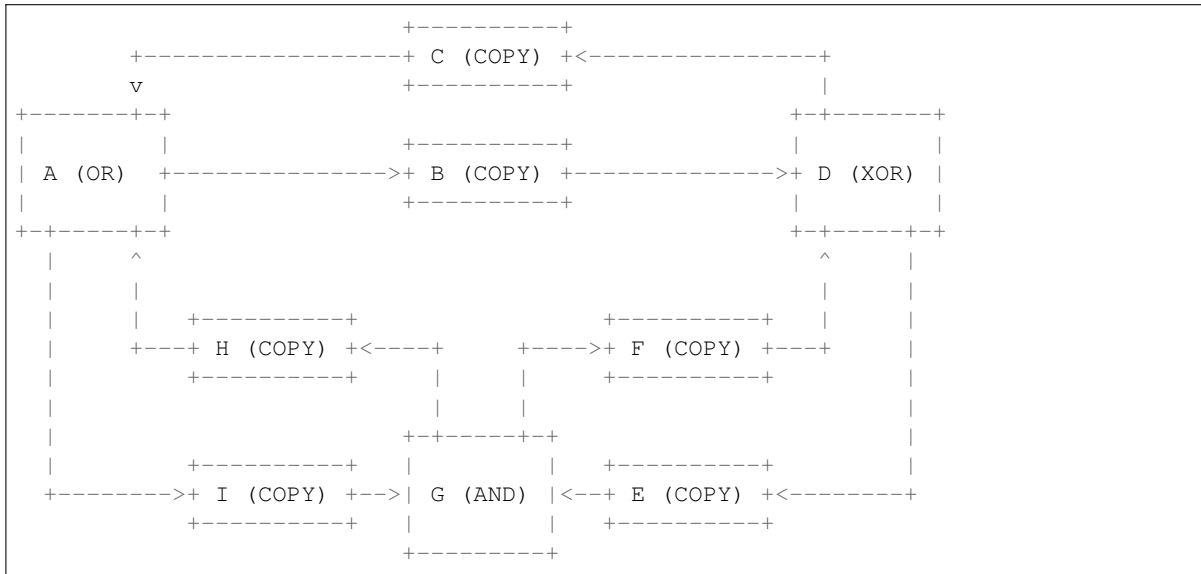 C (COPY)
A (OR) B (COPY) D (XOR)
H (COPY) F (COPY)
I (COPY) G (AND) E (COPY)